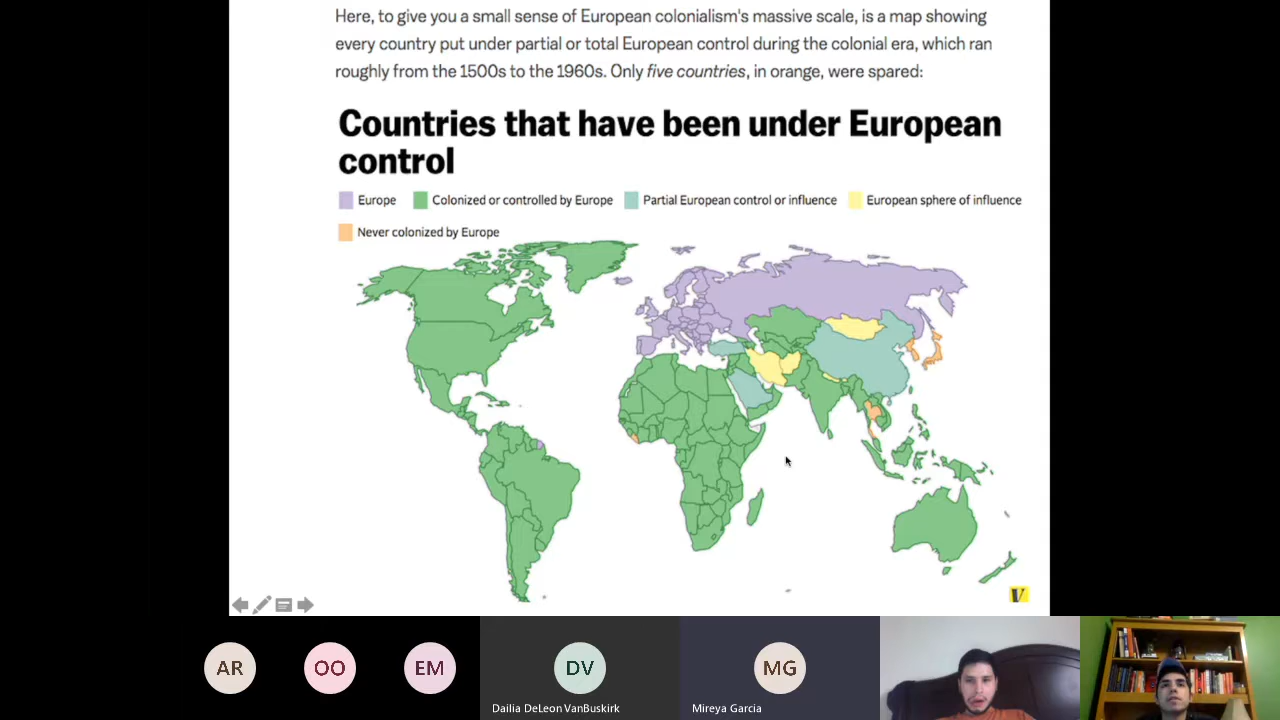 Here, to give you a small sense of European colonialism's massive scale, is a map showing
every country put under partial or total European control during the colonial era, which ran
roughly from the 1500s to the 1960s. Only five countries, in orange, were spared:
Countries that have been under European
control
Europe
Colonized or controlled by Europe
Partial European control or influence
European sphere of influence
Never colonized by Europe
V
AR
OO
EM
DV
MG
Dailia DeLeon VanBuskirk
Mireya Garcia